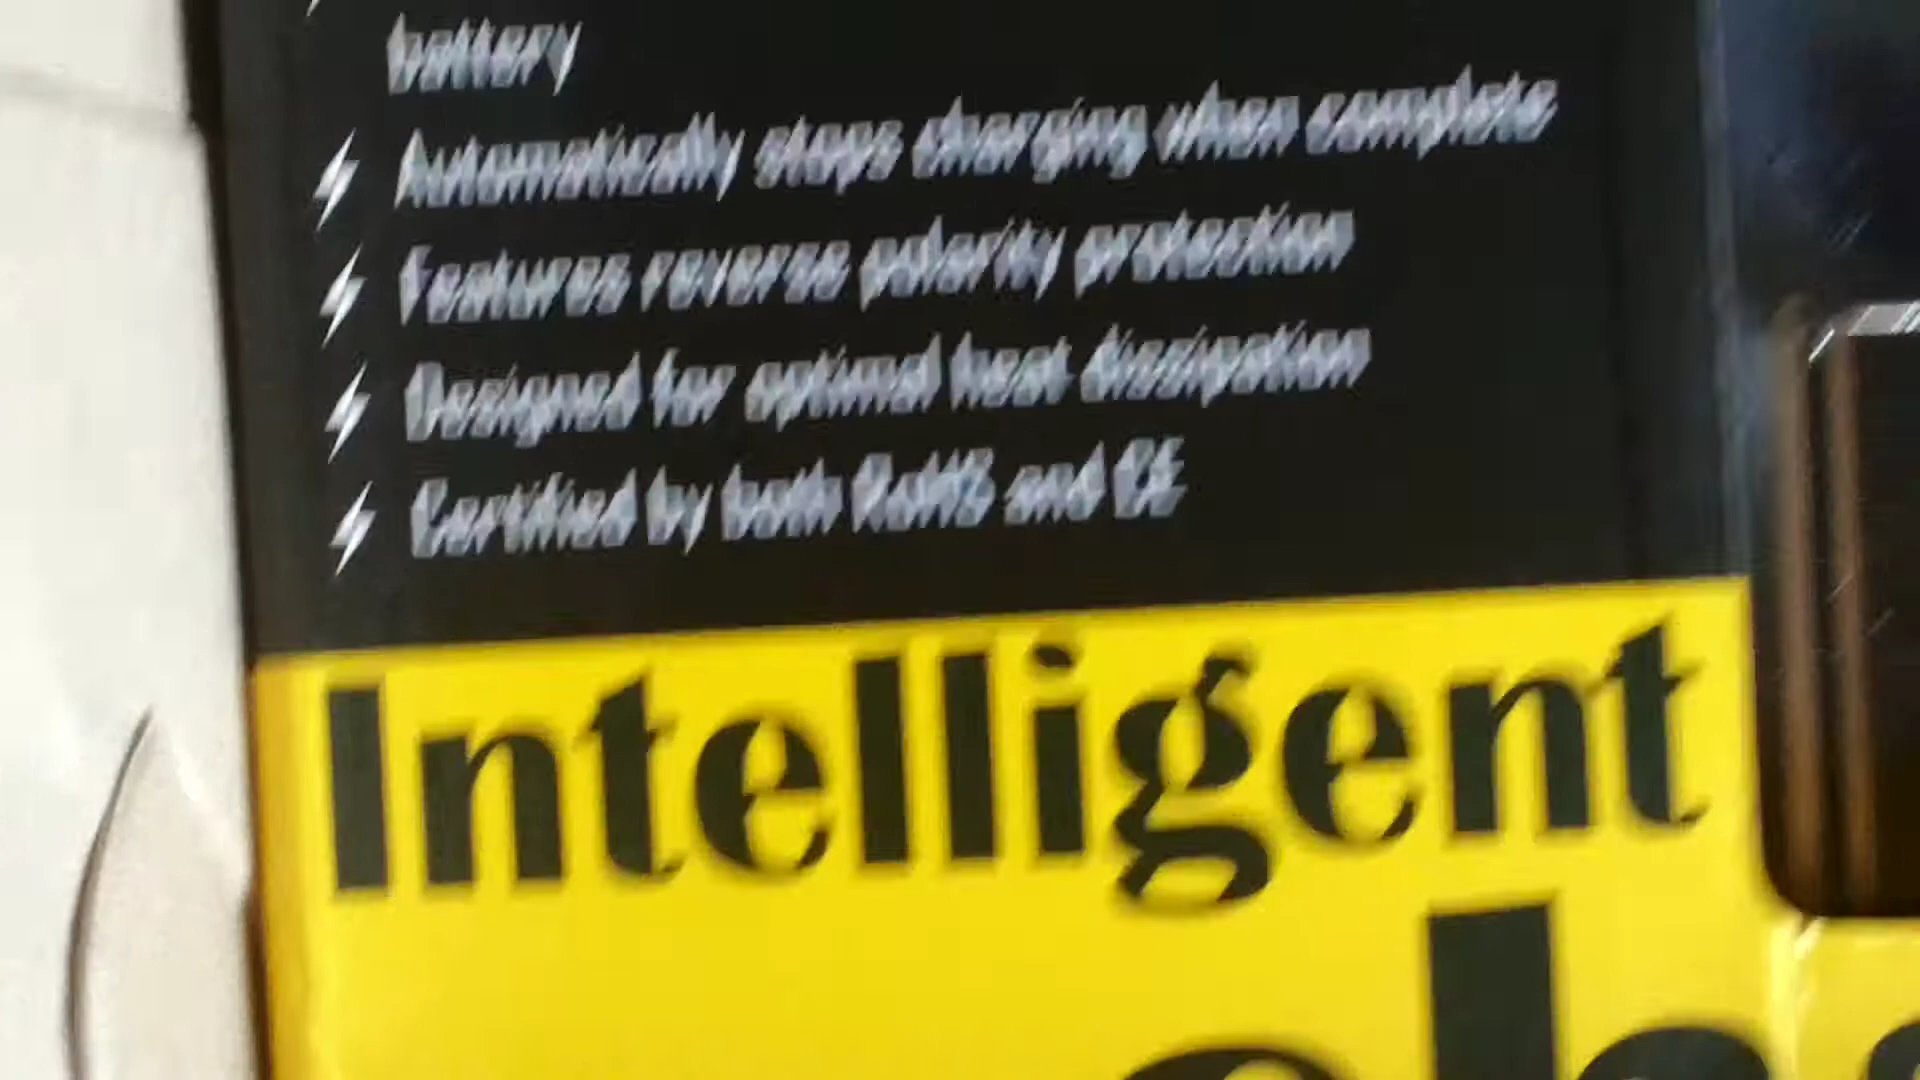 battery
Automatically stops charging when complete
Features reverse polarity protection
Designed for optimal heat dissipation
Certified by both RoHS and CE
Intelligent